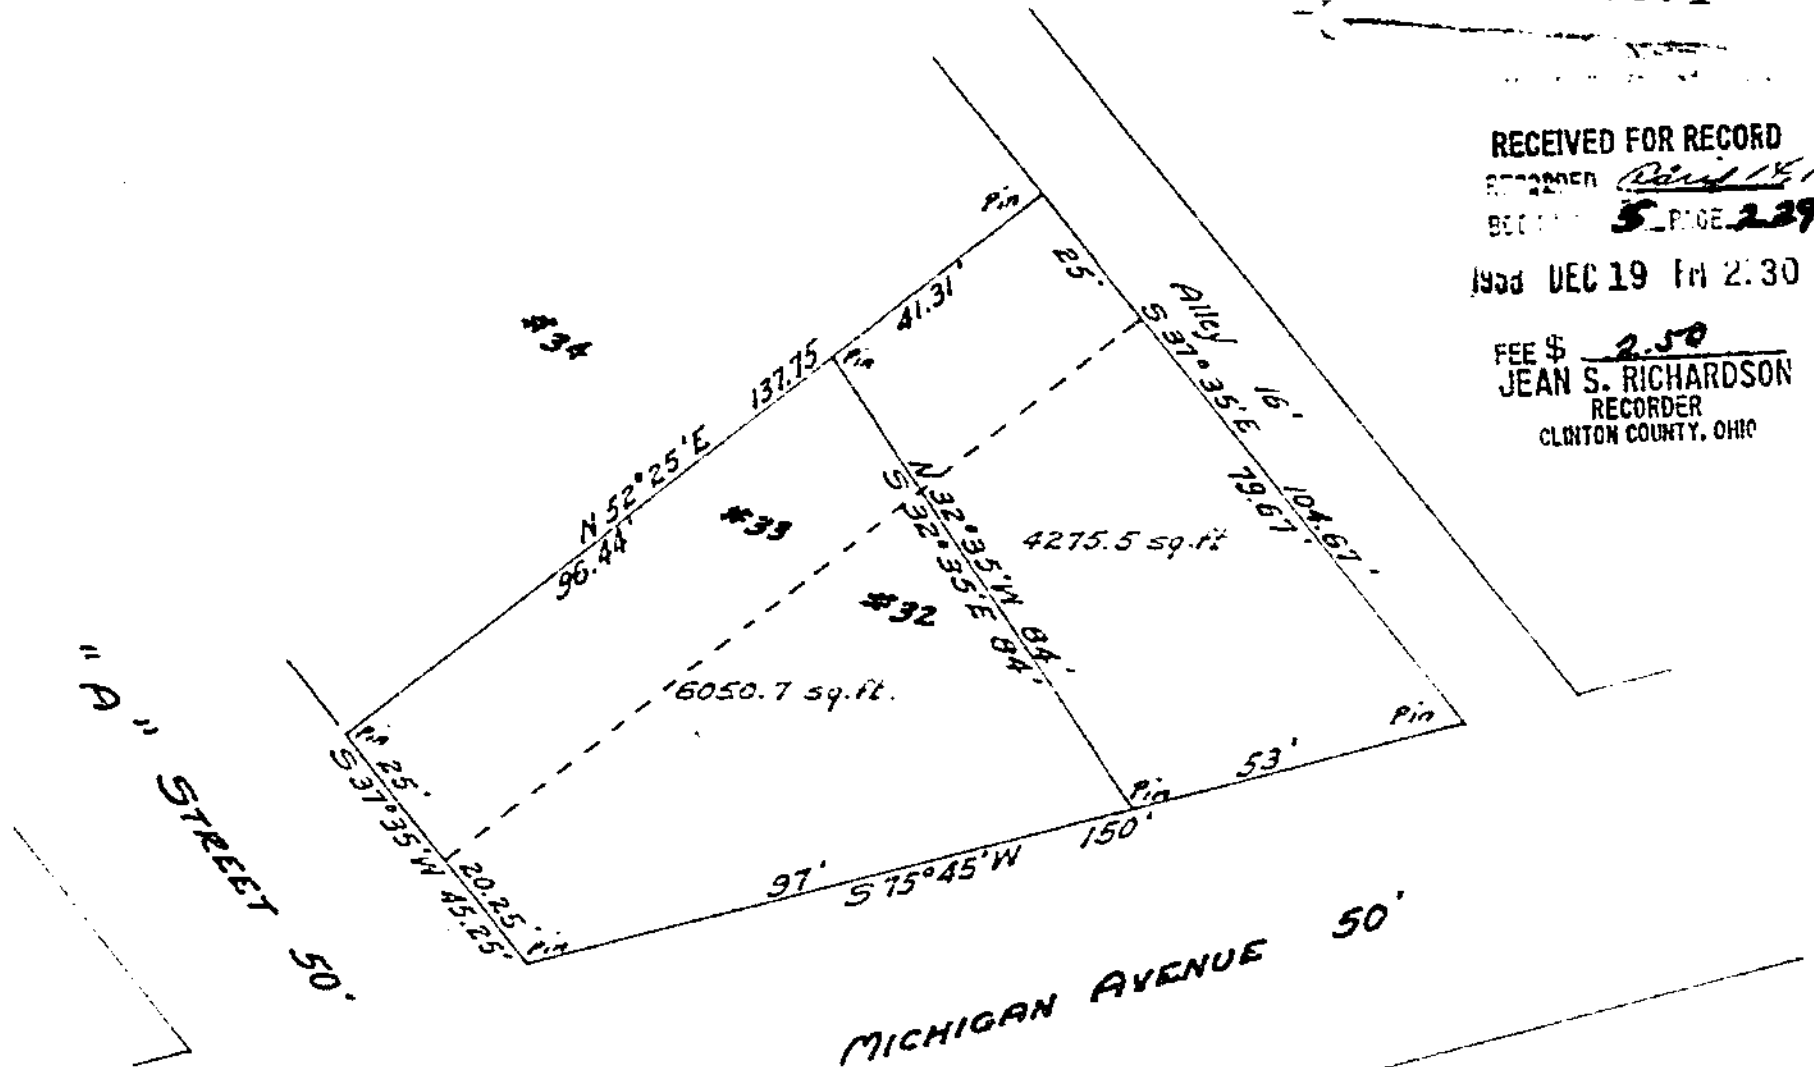 RECEIVED FOR RECORD
5 PAGE 229
DEC 19 2:30
FEE $ 2.50
JEAN S. RICHARDSON
RECORDER
CLINTON COUNTY, OHIO
Pin
25'
Alley 16'
S 37°35'E 104.67'
79.67'
41.31'
Pin
#34
N 52°25'E 137.75
96.44'
#33
N 32°35'W 84'
S 32°35'E 84'
4275.5 sq.ft
#32
6050.7 sq.ft.
"A" STREET 50'
Pin
25'
S 37°35'W 45.25'
20.25'
Pin
97'
S 75°45'W 150'
Pin
53'
Pin
MICHIGAN AVENUE 50'